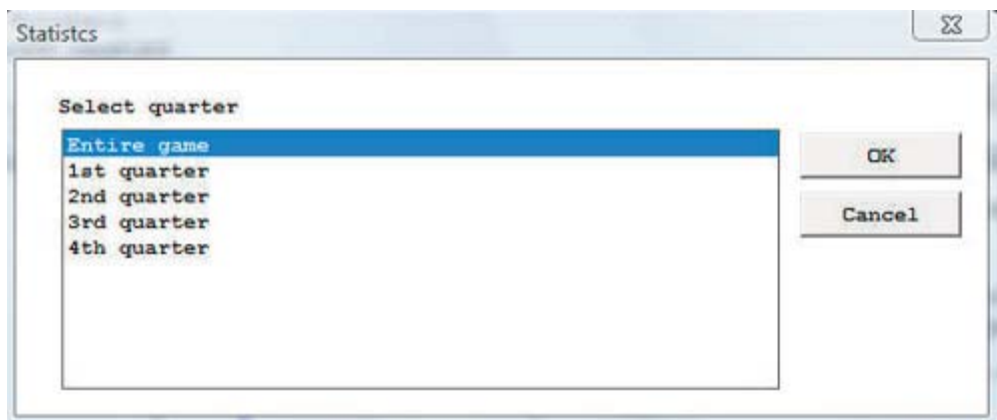 Statistcs
Select quarter
Entire game
1st quarter
2nd quarter
3rd quarter
4th quarter
OK
Cancel